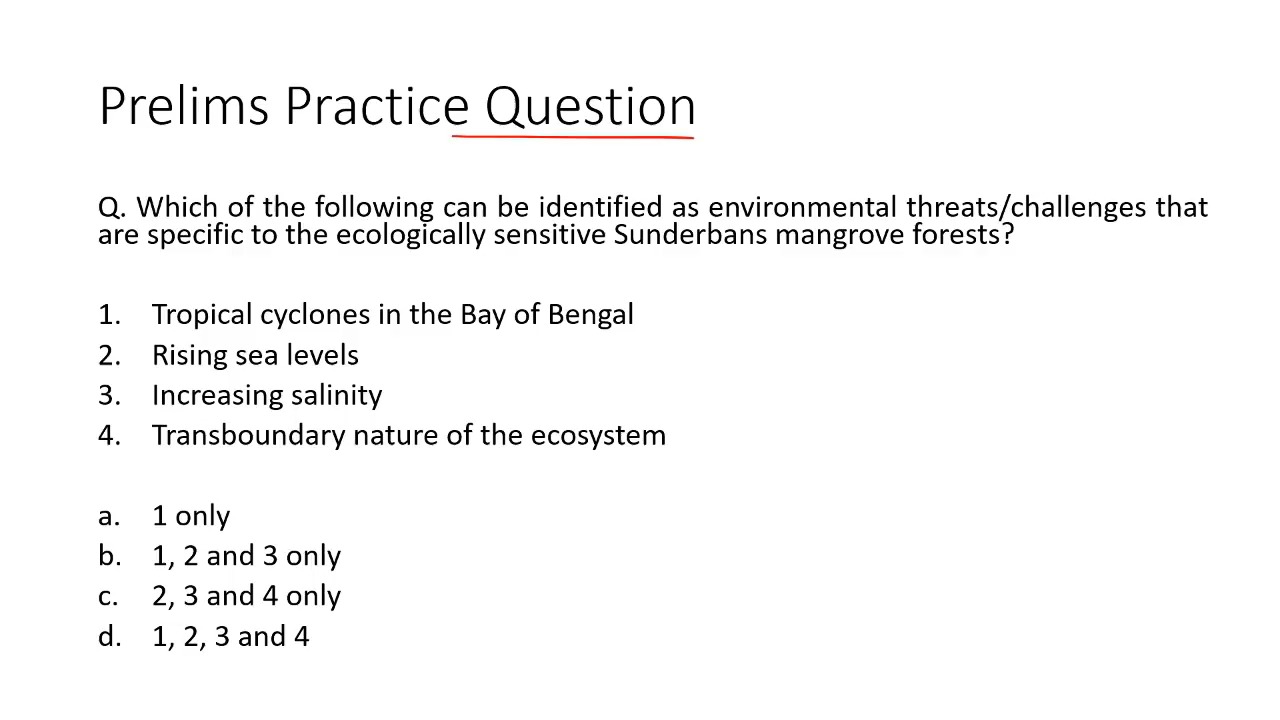 Prelims Practice Question
Q. Which of the following can be identified as environmental threats/challenges that
are specific to the ecologically sensitive Sunderbans mangrove forests?
1. Tropical cyclones in the Bay of Bengal
2. Rising sea levels
3. Increasing salinity
4. Transboundary nature of the ecosystem
a. 1 only
b. 1, 2 and 3 only
c. 2, 3 and 4 only
d. 1, 2, 3 and 4